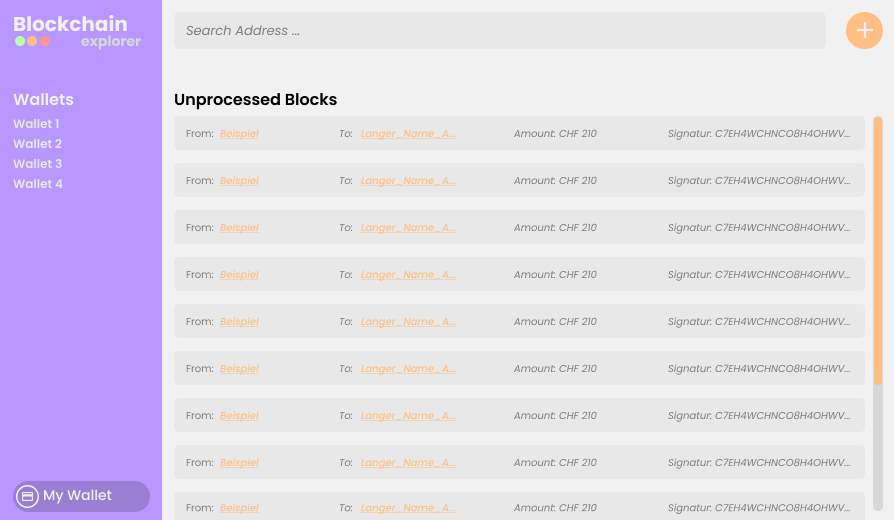 Blockchain
explorer
Wallets
Wallet 1
Wallet 2
Wallet 3
Wallet 4
My Wallet
Search Address ...
Unprocessed Blocks
From: Beispiel To: Langer_Name_A... Amount: CHF 210 Signatur: C7EH4WCHNCO8H4OHWV...
From: Beispiel To: Langer_Name_A... Amount: CHF 210 Signatur: C7EH4WCHNCO8H4OHWV...
From: Beispiel To: Langer_Name_A... Amount: CHF 210 Signatur: C7EH4WCHNCO8H4OHWV...
From: Beispiel To: Langer_Name_A... Amount: CHF 210 Signatur: C7EH4WCHNCO8H4OHWV...
From: Beispiel To: Langer_Name_A... Amount: CHF 210 Signatur: C7EH4WCHNCO8H4OHWV...
From: Beispiel To: Langer_Name_A... Amount: CHF 210 Signatur: C7EH4WCHNCO8H4OHWV...
From: Beispiel To: Langer_Name_A... Amount: CHF 210 Signatur: C7EH4WCHNCO8H4OHWV...
From: Beispiel To: Langer_Name_A... Amount: CHF 210 Signatur: C7EH4WCHNCO8H4OHWV...
From: Beispiel To: Langer_Name_A... Amount: CHF 210 Signatur: C7EH4WCHNCO8H4OHWV...